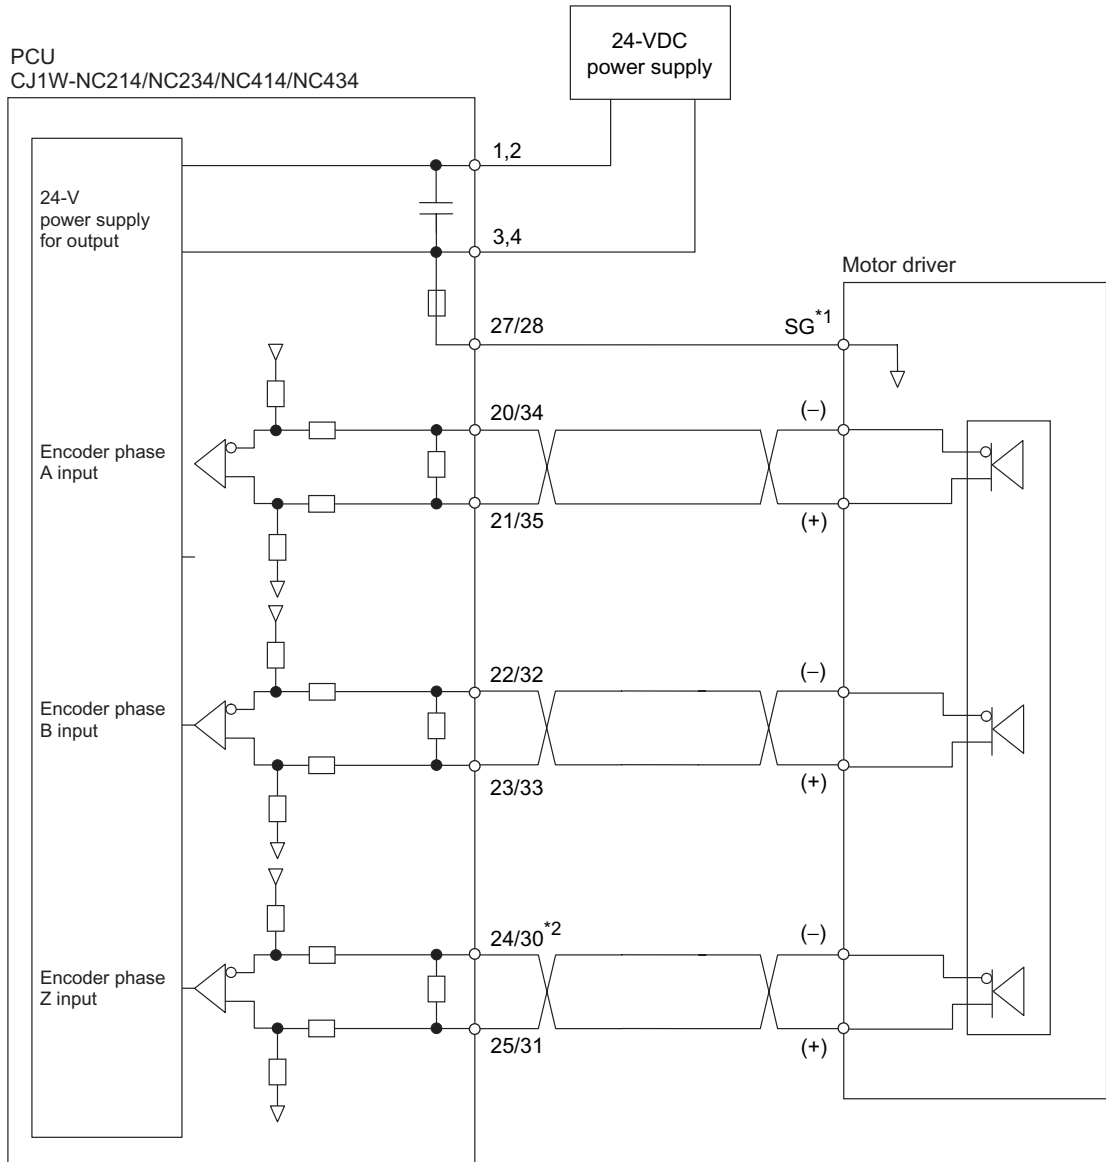 24-VDC
power supply
PCU
CJ1W-NC214/NC234/NC414/NC434
1,2
24-V
power supply
for output
3,4
Motor driver
27/28
SG*1
20/34
(−)
Encoder phase
A input
21/35
(+)
22/32
(−)
Encoder phase
B input
23/33
(+)
24/30*2
(−)
Encoder phase
Z input
25/31
(+)